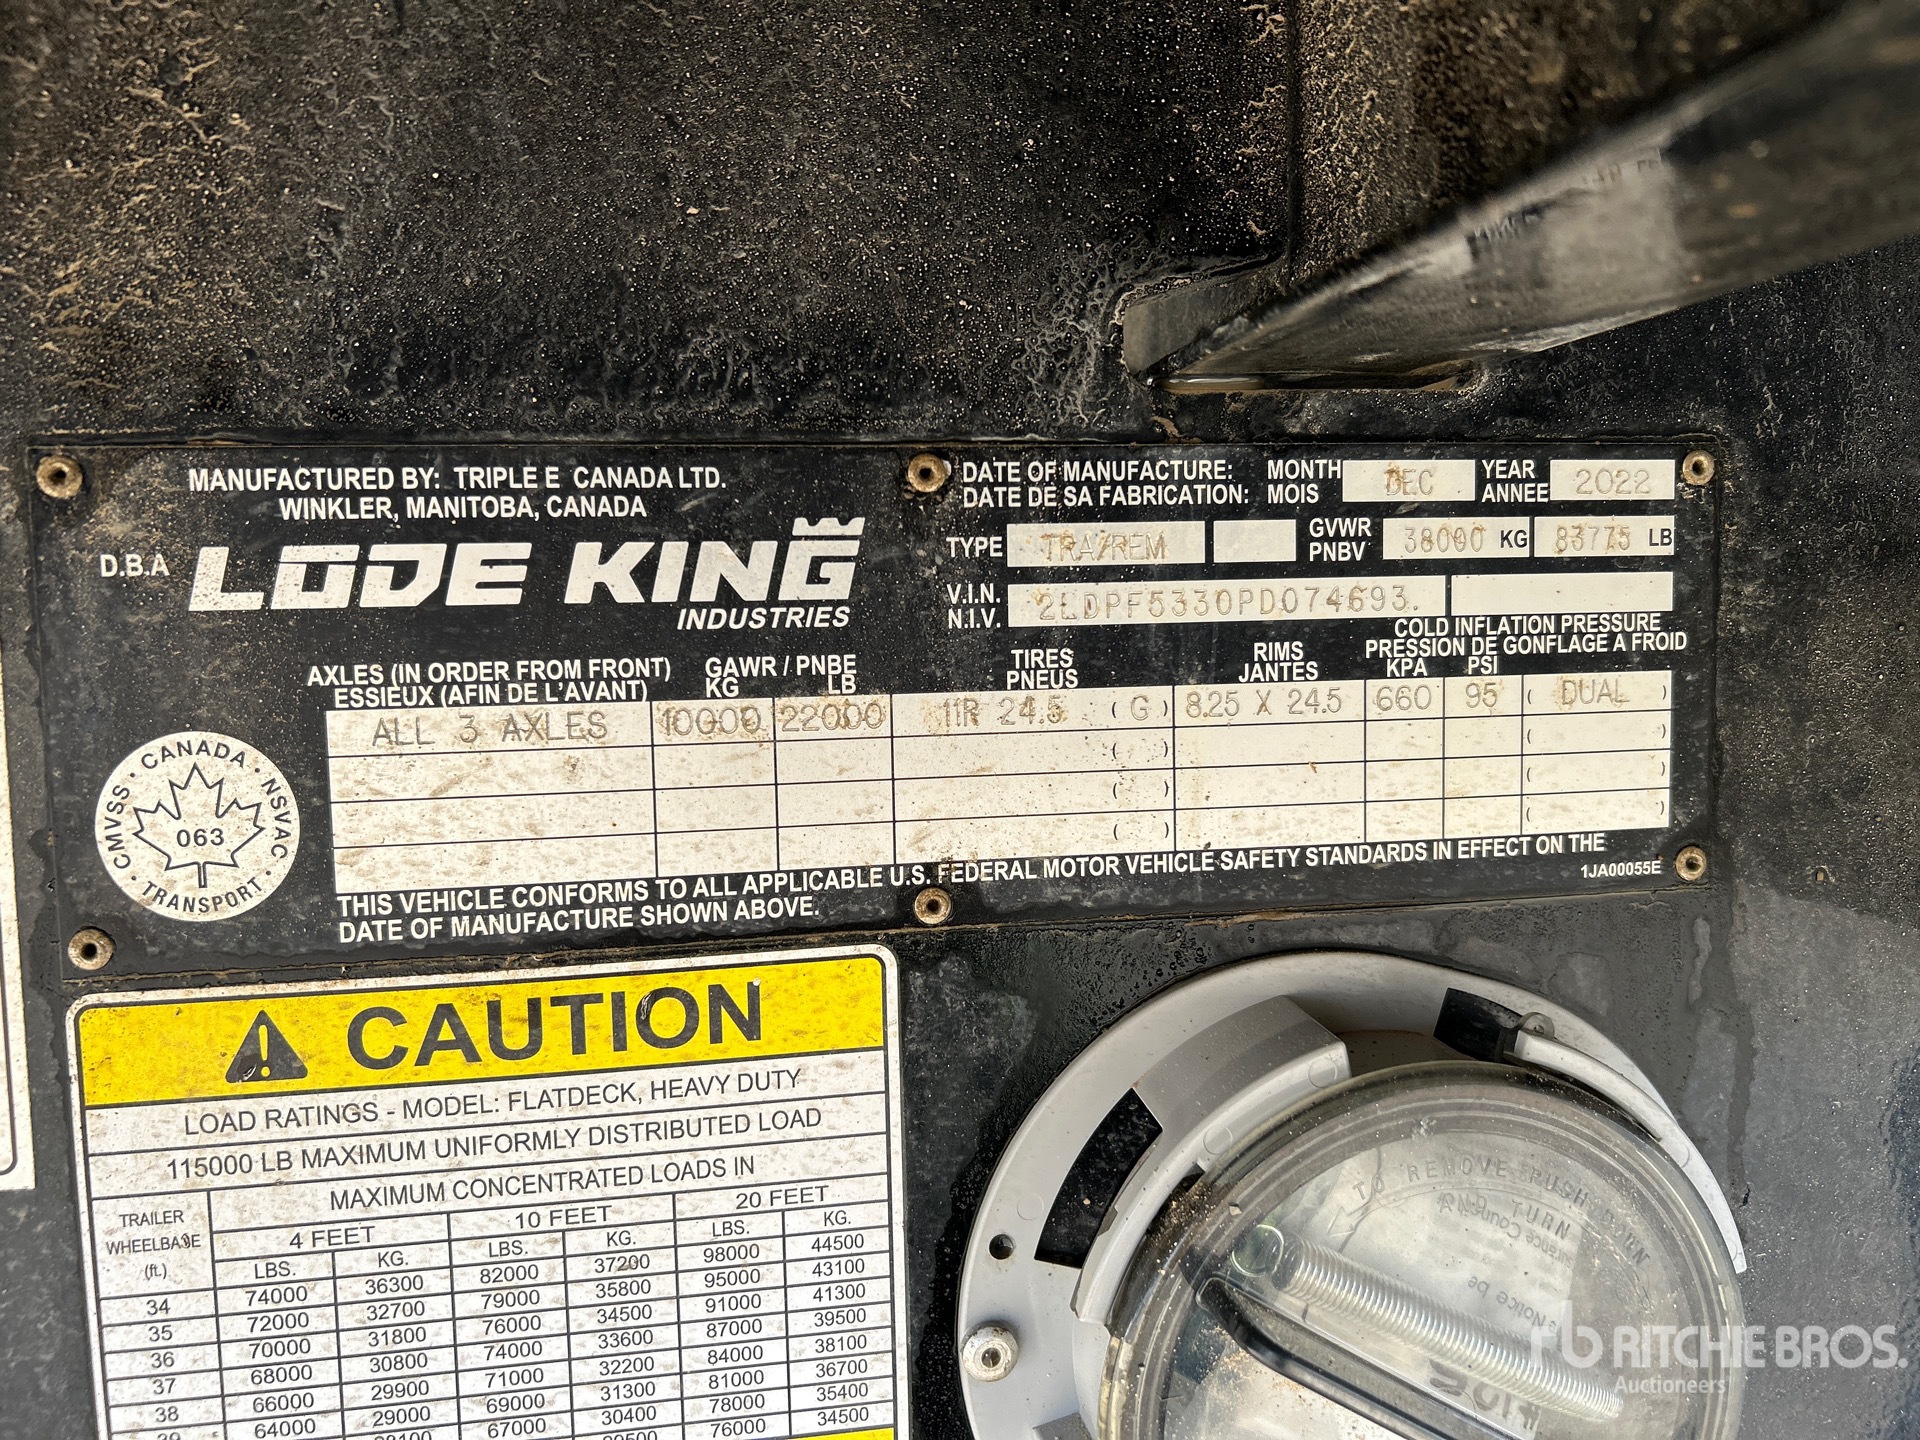 MANUFACTURED BY: TRIPLE E CANADA LTD.
WINKLER, MANITOBA, CANADA
D.B.A LODE KING
INDUSTRIES
DATE OF MANUFACTURE: MONTH DEC YEAR 2022
DATE DE SA FABRICATION: MOIS ANNEE
TYPE TRA/REM GVWR PNBV 38000 KG 83775 LB
V.I.N. N.I.V. 2LDPF5330PD074693.
COLD INFLATION PRESSURE
PRESSION DE GONFLAGE A FROID
AXLES (IN ORDER FROM FRONT) GAWR / PNBE TIRES RIMS
ESSIEUX (AFIN DE L'AVANT) KG LB PNEUS JANTES KPA PSI
ALL 3 AXLES 10000 22000 11R 24.5 ( G ) 8.25 X 24.5 660 95 ( DUAL )
( ) ( )
( ) ( )
( ) ( )
CMVSS · CANADA · NSVAC · TRANSPORT ·
063
THIS VEHICLE CONFORMS TO ALL APPLICABLE U.S. FEDERAL MOTOR VEHICLE SAFETY STANDARDS IN EFFECT ON THE
DATE OF MANUFACTURE SHOWN ABOVE.
1JA00055E
CAUTION
LOAD RATINGS - MODEL: FLATDECK, HEAVY DUTY
115000 LB MAXIMUM UNIFORMLY DISTRIBUTED LOAD
TRAILER WHEELBASE (ft.) MAXIMUM CONCENTRATED LOADS IN
4 FEET 10 FEET 20 FEET
LBS. KG. LBS. KG. LBS. KG.
34 74000 36300 82000 37200 98000 44500
35 72000 32700 79000 35800 95000 43100
36 70000 31800 76000 34500 91000 41300
37 68000 30800 74000 33600 87000 39500
38 66000 29900 71000 32200 84000 38100
39 64000 29000 69000 31300 81000 36700
67000 30400 78000 35400
76000 34500
TO REMOVE PUSH DOWN
TURN
rb RITCHIE BROS.
Auctioneers